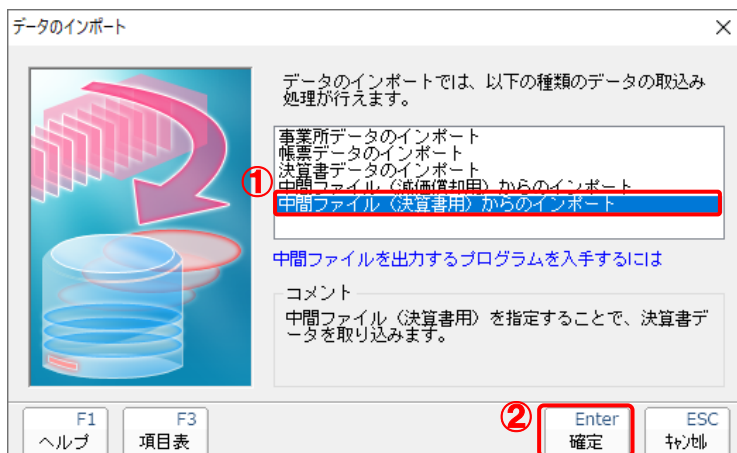 データのインポート
データのインポートでは、以下の種類のデータの取込み
処理が行えます。
事業所データのインポート
帳票データのインポート
決算書データのインポート
①
中間ファイル（減価償却用）からのインポート
中間ファイル（決算書用）からのインポート
中間ファイルを出力するプログラムを入手するには
コメント
中間ファイル（決算書用）を指定することで、決算書デ
ータを取り込みます。
②
F1
ヘルプ
F3
項目表
Enter
確定
ESC
ｷｬﾝｾﾙ